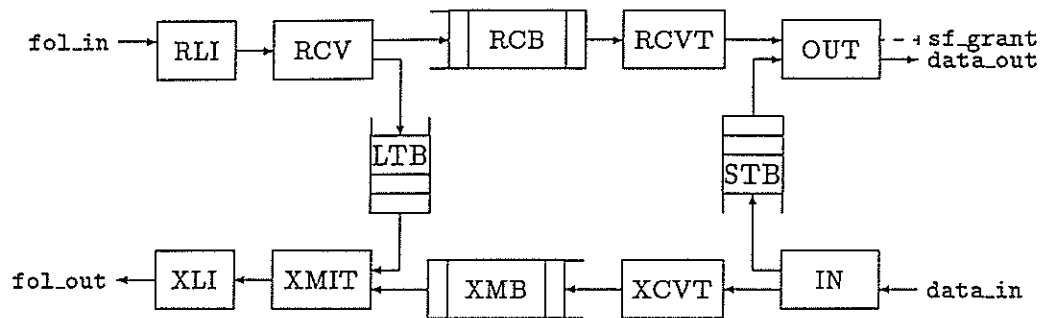 fol_in RLI RCV RCB RCVT OUT sf_grant
data_out
LTB STB
fol_out XLI XMIT XMB XCVT IN data_in